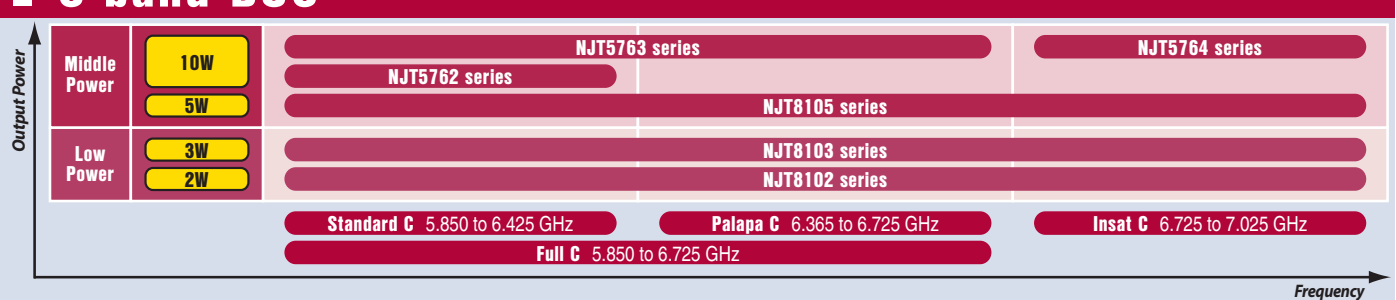 Output Power
Middle Power
10W
NJT5763 series
NJT5764 series
NJT5762 series
5W
NJT8105 series
Low Power
3W
NJT8103 series
2W
NJT8102 series
Standard C 5.850 to 6.425 GHz
Palapa C 6.365 to 6.725 GHz
Insat C 6.725 to 7.025 GHz
Full C 5.850 to 6.725 GHz
Frequency